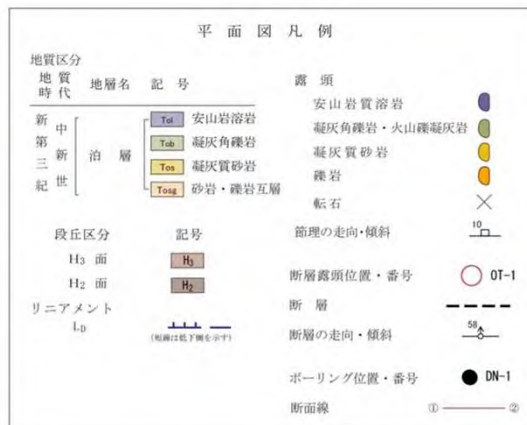 平面図凡例
地質区分
地質時代 地層名 記号
新第三紀 中新世 泊層
Tol 安山岩溶岩
Tob 凝灰角礫岩
Tos 凝灰質砂岩
Tosg 砂岩・礫岩互層
段丘区分 記号
H3 面 H3
H2 面 H2
リニアメント
LD
(短線は低下側を示す)
露頭
安山岩質溶岩
凝灰角礫岩・火山礫凝灰岩
凝灰質砂岩
礫岩
転石
節理の走向・傾斜 10
断層露頭位置・番号 OT-1
断層
断層の走向・傾斜 58
ボーリング位置・番号 DN-1
断面線 ① ②